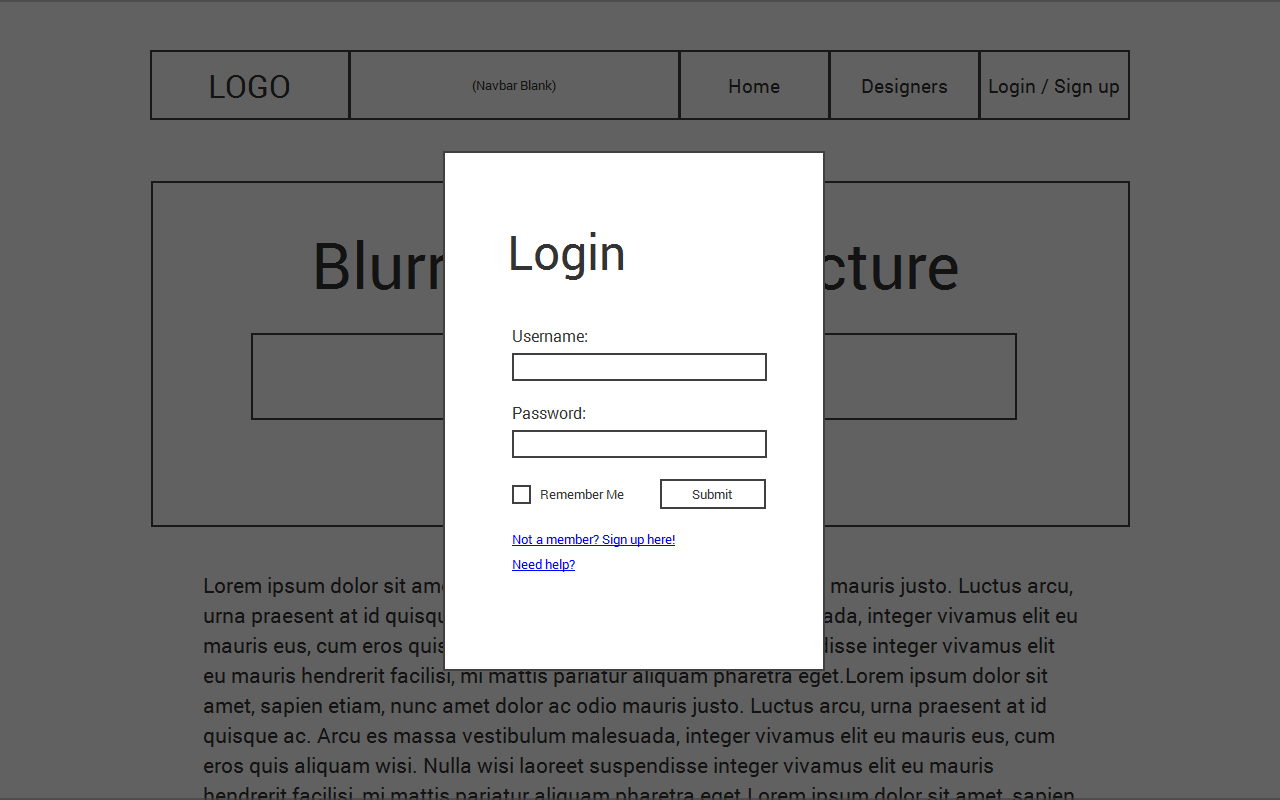 LOGO (Navbar Blank) Home Designers Login / Sign up
Blurr cture
Login
Username:
Password:
Remember Me Submit
Not a member? Sign up here!
Need help?
Lorem ipsum dolor sit am mauris justo. Luctus arcu,
urna praesent at id quisqu ada, integer vivamus elit eu
mauris eus, cum eros quis disse integer vivamus elit
eu mauris hendrerit facilisi, mi mattis pariatur aliquam pharetra eget.Lorem ipsum dolor sit
amet, sapien etiam, nunc amet dolor ac odio mauris justo. Luctus arcu, urna praesent at id
quisque ac. Arcu es massa vestibulum malesuada, integer vivamus elit eu mauris eus, cum
eros quis aliquam wisi. Nulla wisi laoreet suspendisse integer vivamus elit eu mauris
hendrerit facilisi, mi mattis pariatur aliquam pharetra eget.Lorem ipsum dolor sit amet, sapien